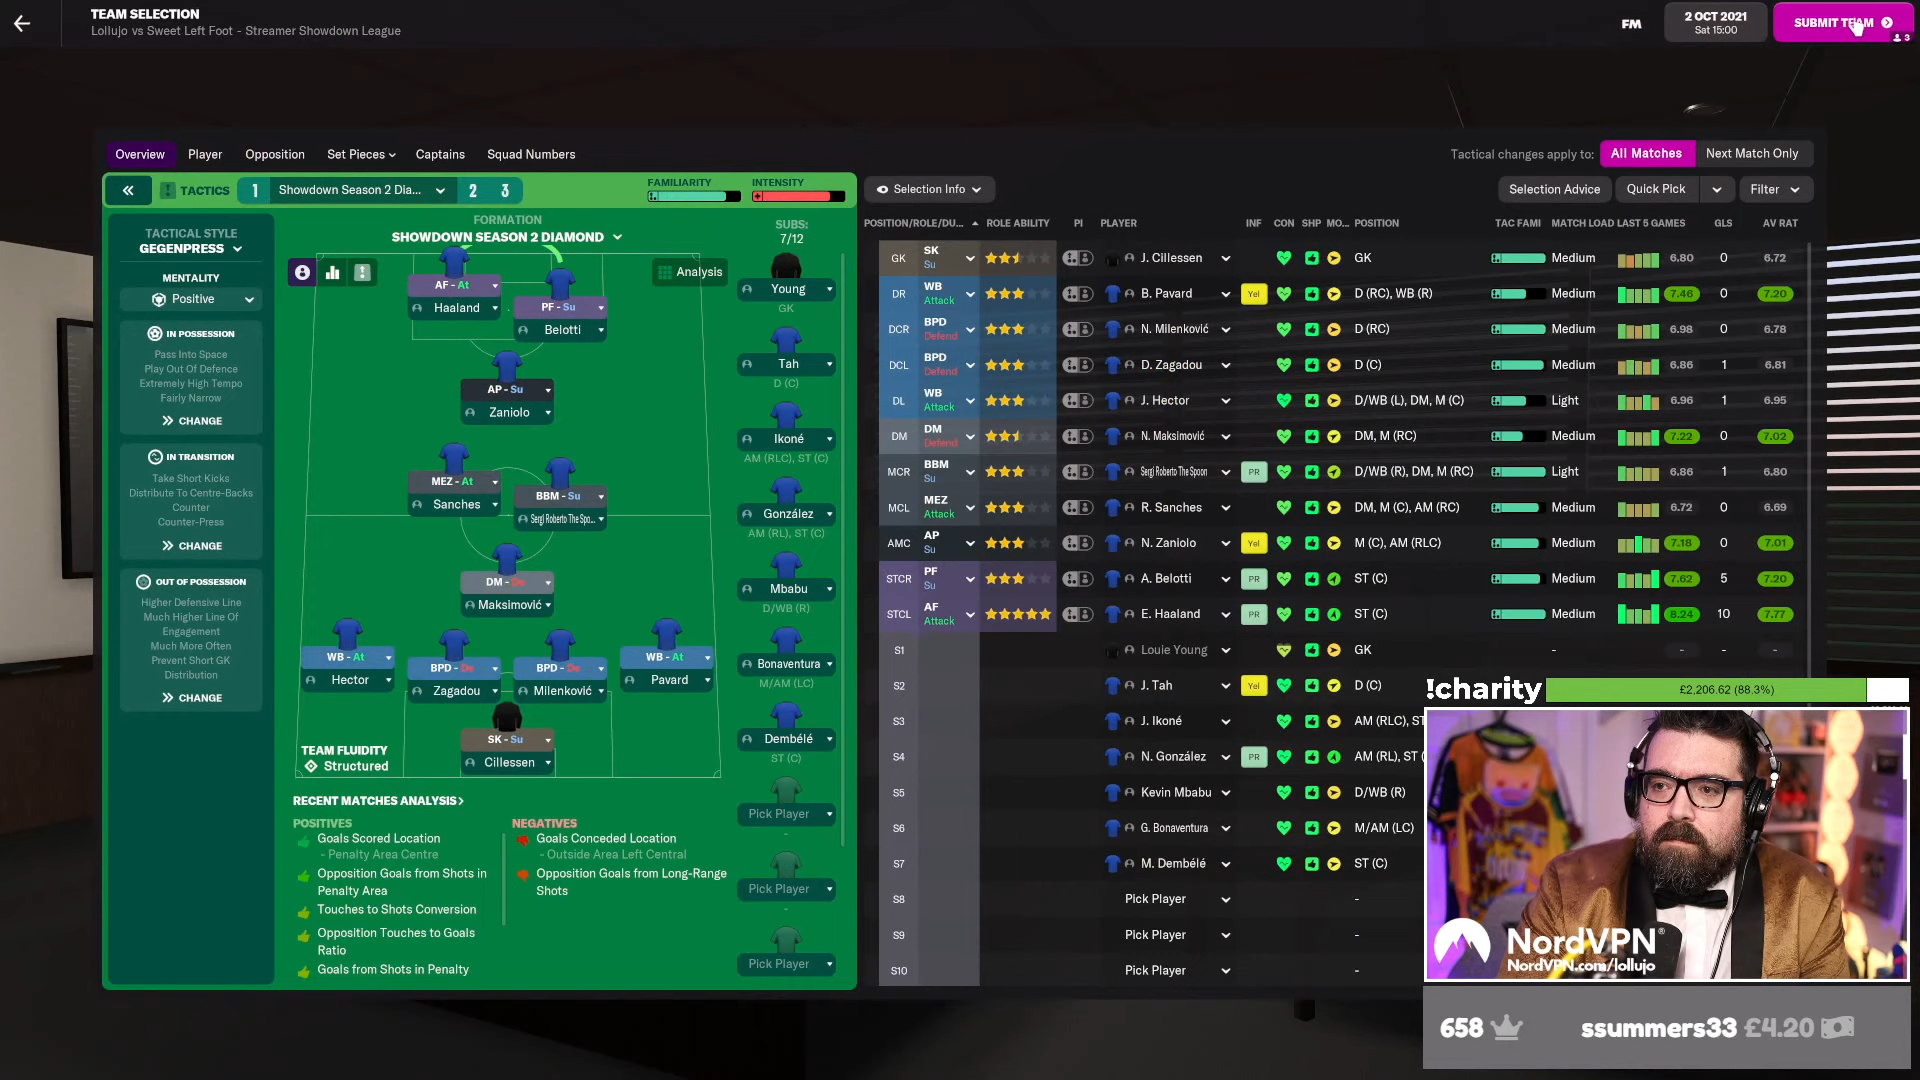 TEAM SELECTION
Lollujo vs Sweet Left Foot - Streamer Showdown League
FM
2 OCT 2021
Sat 15:00
SUBMIT TEAM
3
Overview
Player
Opposition
Set Pieces
Captains
Squad Numbers
Tactical changes apply to:
All Matches
Next Match Only
TACTICS
1
Showdown Season 2 Dia...
2
3
FAMILIARITY
INTENSITY
Selection Info
Selection Advice
Quick Pick
Filter
TACTICAL STYLE
GEGENPRESS
MENTALITY
Positive
IN POSSESSION
Pass Into Space
Play Out Of Defence
Extremely High Tempo
Fairly Narrow
CHANGE
IN TRANSITION
Take Short Kicks
Distribute To Centre-Backs
Counter
Counter-Press
CHANGE
OUT OF POSSESSION
Higher Defensive Line
Much Higher Line of
Engagement
Much More Often
Prevent Short GK
Distribution
CHANGE
FORMATION
SHOWDOWN SEASON 2 DIAMOND
Analysis
AF - At
Haaland
PF - Su
Belotti
AP - Su
Zaniolo
MEZ - At
Sanches
BBM - Su
Sergi Roberto The Spo...
DM - De
Maksimović
WB - At
Hector
BPD - De
Zagadou
BPD - De
Milenković
WB - At
Pavard
SK - Su
Cillessen
TEAM FLUIDITY
Structured
SUBS:
7/12
Young
GK
Tah
D (C)
Ikoné
AM (RLC), ST (C)
González
AM (RL), ST (C)
Mbabu
D/WB (R)
Bonaventura
M/AM (LC)
Dembélé
ST (C)
Pick Player
-
Pick Player
-
Pick Player
RECENT MATCHES ANALYSIS
POSITIVES
Goals Scored Location
- Penalty Area Centre
Opposition Goals from Shots in
Penalty Area
Touches to Shots Conversion
Opposition Touches to Goals
Ratio
Goals from Shots in Penalty
NEGATIVES
Goals Conceded Location
- Outside Area Left Central
Opposition Goals from Long-Range
Shots
POSITION/ROLE/DU... ROLE ABILITY PI PLAYER INF CON SHP MO... POSITION TAC FAMI MATCH LOAD LAST 5 GAMES GLS AV RAT
GK SK Su J. Cillessen GK Medium 6.80 0 6.72
DR WB Attack B. Pavard Yel D (RC), WB (R) Medium 7.46 0 7.20
DCR BPD Defend N. Milenković D (RC) Medium 6.98 0 6.78
DCL BPD Defend D. Zagadou D (C) Medium 6.86 1 6.81
DL WB Attack J. Hector D/WB (L), DM, M (C) Light 6.96 1 6.95
DM DM Defend N. Maksimović DM, M (RC) Medium 7.22 0 7.02
MCR BBM Su Sergi Roberto The Spoon PR D/WB (R), DM, M (RC) Light 6.86 1 6.80
MCL MEZ Attack R. Sanches DM, M (C), AM (RC) Medium 6.72 0 6.69
AMC AP Su N. Zaniolo Yel M (C), AM (RLC) Medium 7.18 0 7.01
STCR PF Su A. Belotti PR ST (C) Medium 7.62 5 7.20
STCL AF Attack E. Haaland PR ST (C) Medium 8.24 10 7.77
S1 Louie Young GK - - - -
S2 J. Tah Yel D (C)
S3 J. Ikoné AM (RLC), ST
S4 N. González PR AM (RL), ST (
S5 Kevin Mbabu D/WB (R)
S6 G. Bonaventura M/AM (LC)
S7 M. Dembélé ST (C)
S8 Pick Player -
S9 Pick Player -
S10 Pick Player -
!charity
£2,206.62 (88.3%)
NordVPN®
NordVPN.com/lollujo
658
ssummers33 £4.20